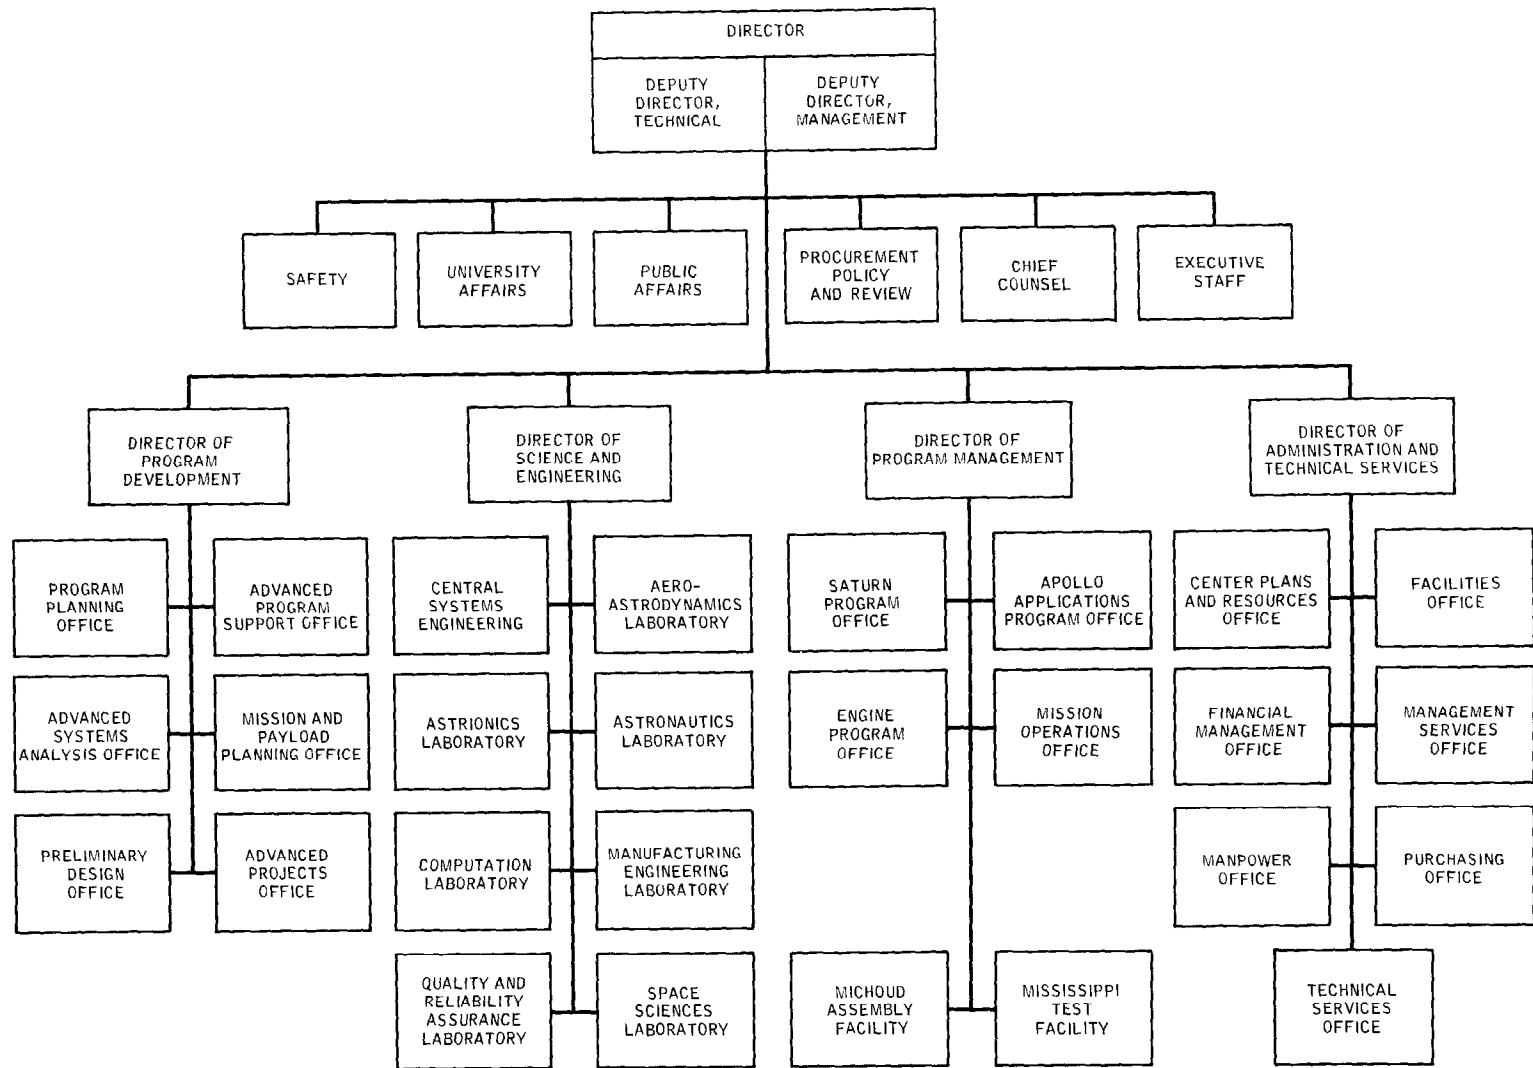 DIRECTOR
DEPUTY
DIRECTOR,
TECHNICAL
DEPUTY
DIRECTOR,
MANAGEMENT
SAFETY
UNIVERSITY
AFFAIRS
PUBLIC
AFFAIRS
PROCUREMENT
POLICY
AND REVIEW
CHIEF
COUNSEL
EXECUTIVE
STAFF
DIRECTOR OF
PROGRAM
DEVELOPMENT
DIRECTOR OF
SCIENCE AND
ENGINEERING
DIRECTOR OF
PROGRAM MANAGEMENT
DIRECTOR OF
ADMINISTRATION AND
TECHNICAL SERVICES
PROGRAM
PLANNING
OFFICE
ADVANCED
PROGRAM
SUPPORT OFFICE
CENTRAL
SYSTEMS
ENGINEERING
AERO-
ASTRODYNAMICS
LABORATORY
SATURN
PROGRAM
OFFICE
APOLLO
APPLICATIONS
PROGRAM OFFICE
CENTER PLANS
AND RESOURCES
OFFICE
FACILITIES
OFFICE
ADVANCED
SYSTEMS
ANALYSIS OFFICE
MISSION AND
PAYLOAD
PLANNING OFFICE
ASTRIONICS
LABORATORY
ASTRONAUTICS
LABORATORY
ENGINE
PROGRAM
OFFICE
MISSION
OPERATIONS
OFFICE
FINANCIAL
MANAGEMENT
OFFICE
MANAGEMENT
SERVICES
OFFICE
PRELIMINARY
DESIGN
OFFICE
ADVANCED
PROJECTS
OFFICE
COMPUTATION
LABORATORY
MANUFACTURING
ENGINEERING
LABORATORY
MANPOWER
OFFICE
PURCHASING
OFFICE
QUALITY AND
RELIABILITY
ASSURANCE
LABORATORY
SPACE
SCIENCES
LABORATORY
MICHOUD
ASSEMBLY
FACILITY
MISSISSIPPI
TEST
FACILITY
TECHNICAL
SERVICES
OFFICE